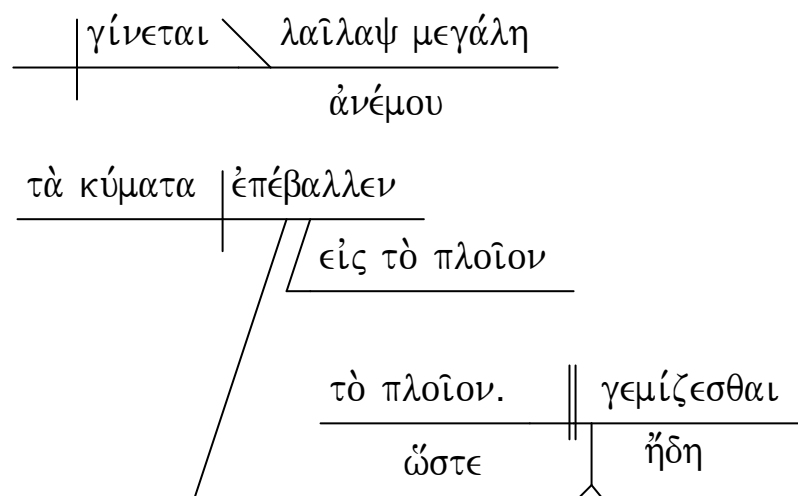 γίνεται λαῖλαψ μεγάλη
ἀνέμου
τὰ κύματα ἐπέβαλλεν
εἰς τὸ πλοῖον
τὸ πλοῖον. γεμίζεσθαι
ὥστε ἤδη